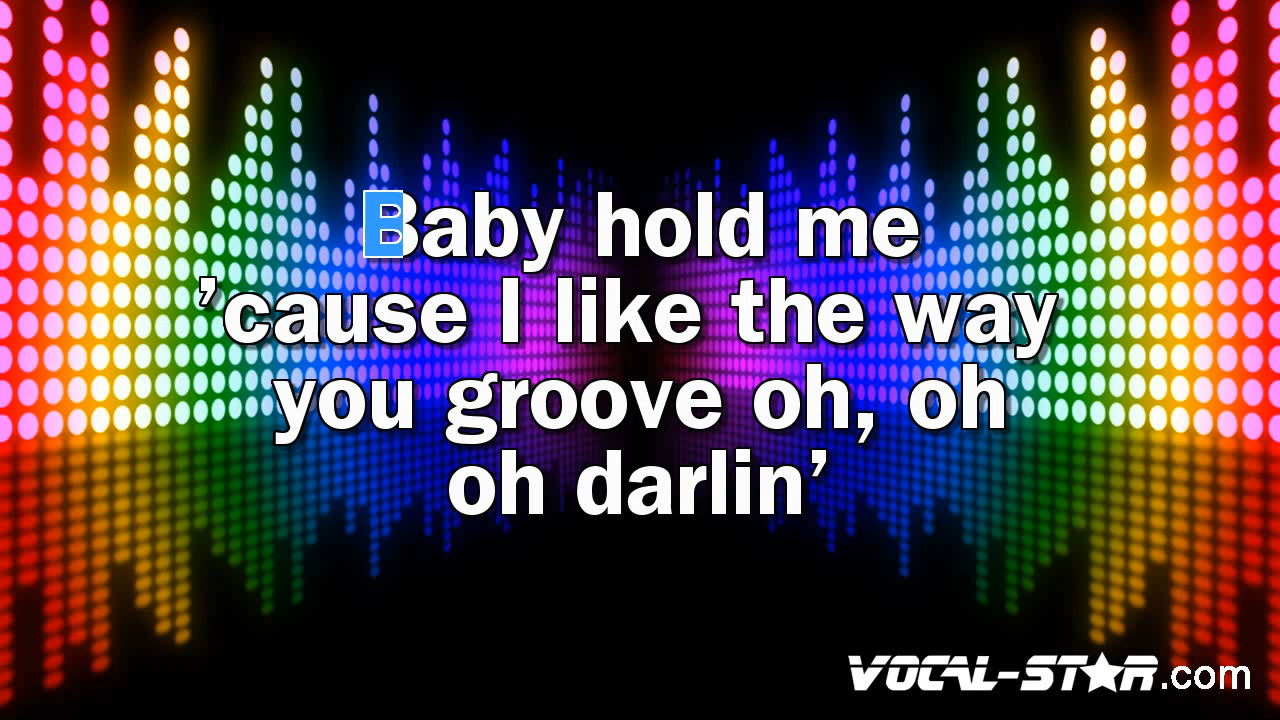 Baby hold me
’cause I like the way
you groove oh, oh
oh darlin’
VOCAL-STAR.com